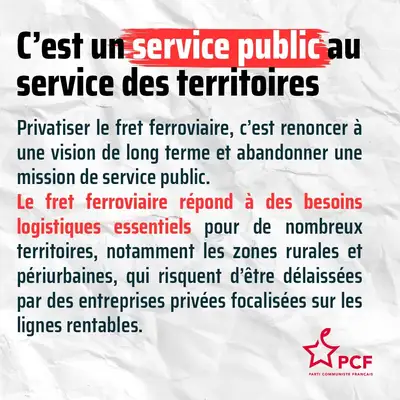 C’est un service public au
service des territoires
Privatiser le fret ferroviaire, c’est renoncer à
une vision de long terme et abandonner une
mission de service public.
Le fret ferroviaire répond à des besoins
logistiques essentiels pour de nombreux
territoires, notamment les zones rurales et
périurbaines, qui risquent d’être délaissées
par des entreprises privées focalisées sur les
lignes rentables.
PCF
PARTI COMMUNISTE FRANÇAIS